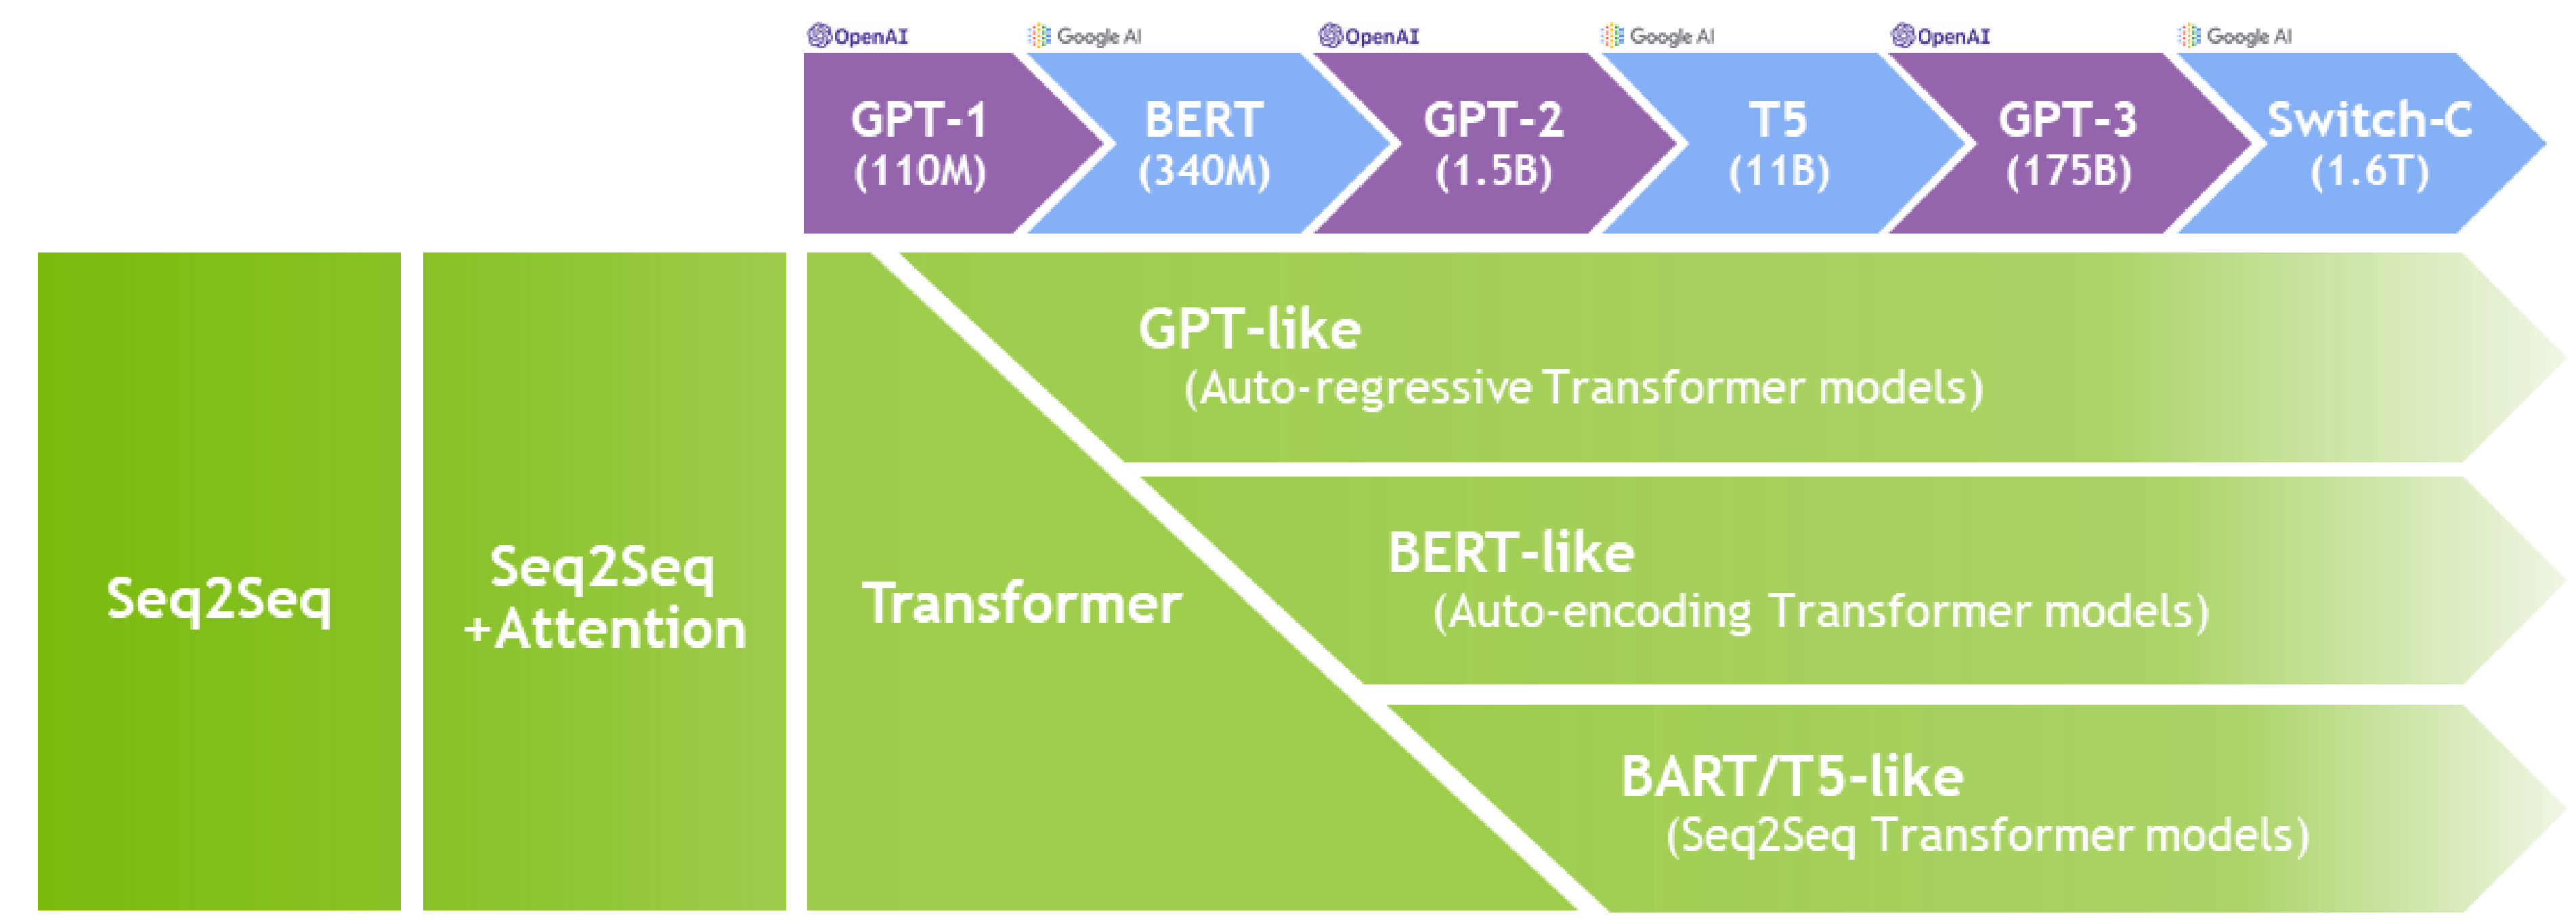 OpenAI
Google AI
OpenAI
Google AI
OpenAI
Google AI
GPT-1
(110M)
BERT
(340M)
GPT-2
(1.5B)
T5
(11B)
GPT-3
(175B)
Switch-C
(1.6T)
Seq2Seq
Seq2Seq
+Attention
Transformer
GPT-like
(Auto-regressive Transformer models)
BERT-like
(Auto-encoding Transformer models)
BART/T5-like
(Seq2Seq Transformer models)